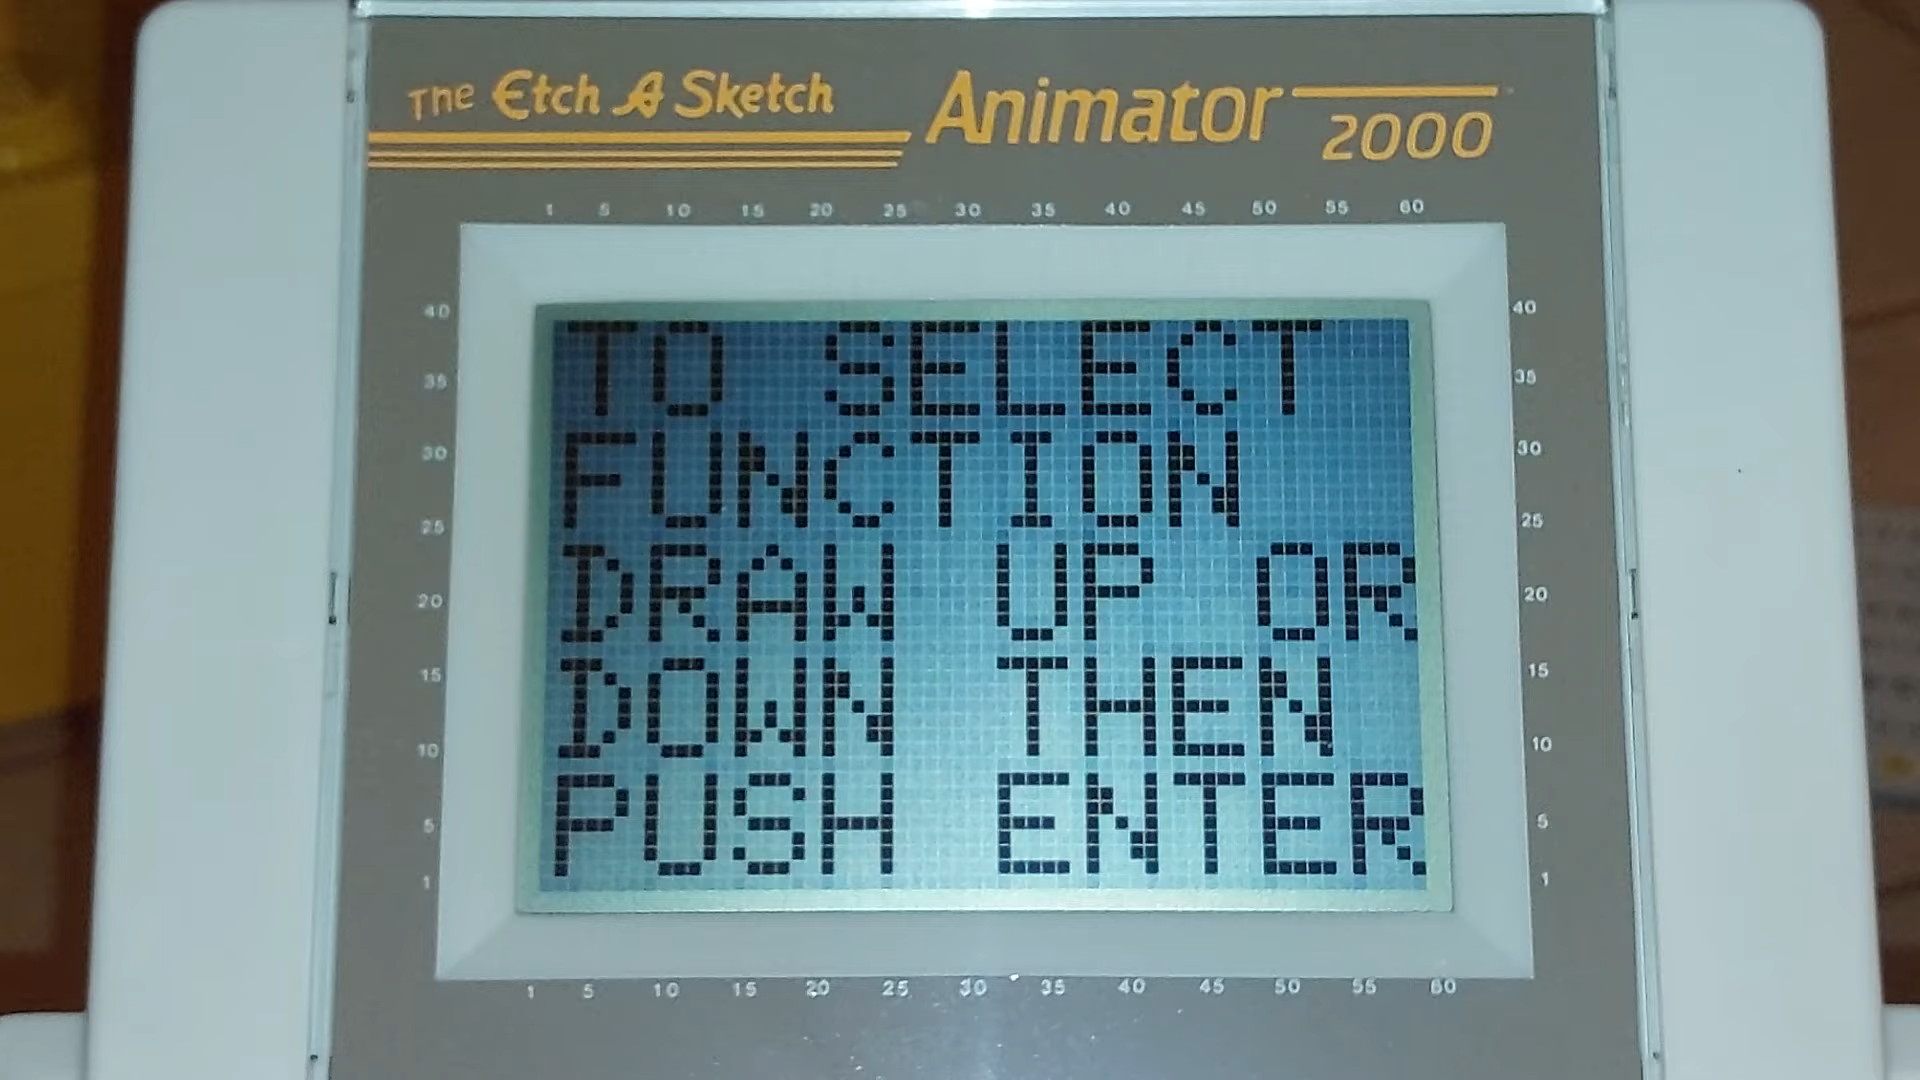 The Etch A Sketch Animator 2000
1 5 10 15 20 25 30 35 40 45 50 55 60
40 40
35 35
30 30
25 25
20 20
15 15
10 10
5 5
1 1
TO SELECT
FUNCTION
DRAW UP OR
DOWN THEN
PUSH ENTER
1 5 10 15 20 25 30 35 40 45 50 55 60